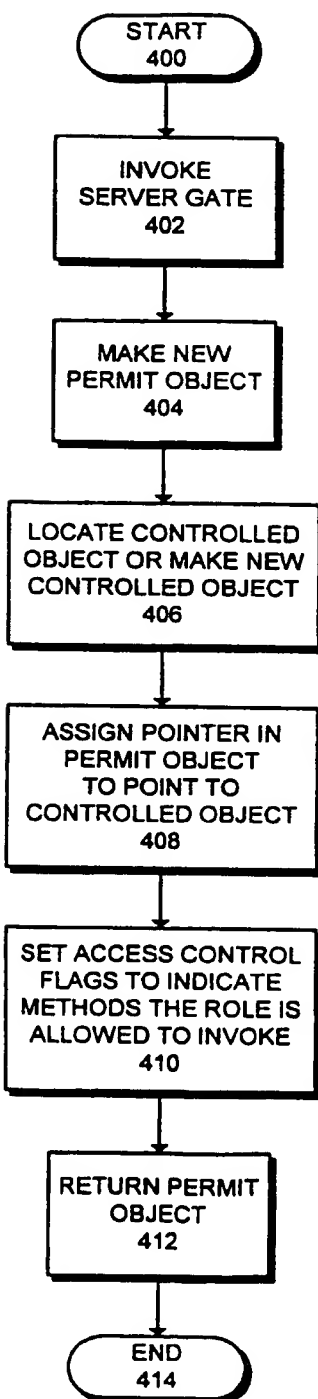 START
400
INVOKE
SERVER GATE
402
MAKE NEW
PERMIT OBJECT
404
LOCATE CONTROLLED
OBJECT OR MAKE NEW
CONTROLLED OBJECT
406
ASSIGN POINTER IN
PERMIT OBJECT
TO POINT TO
CONTROLLED OBJECT
408
SET ACCESS CONTROL
FLAGS TO INDICATE
METHODS THE ROLE IS
ALLOWED TO INVOKE
410
RETURN PERMIT
OBJECT
412
END
414